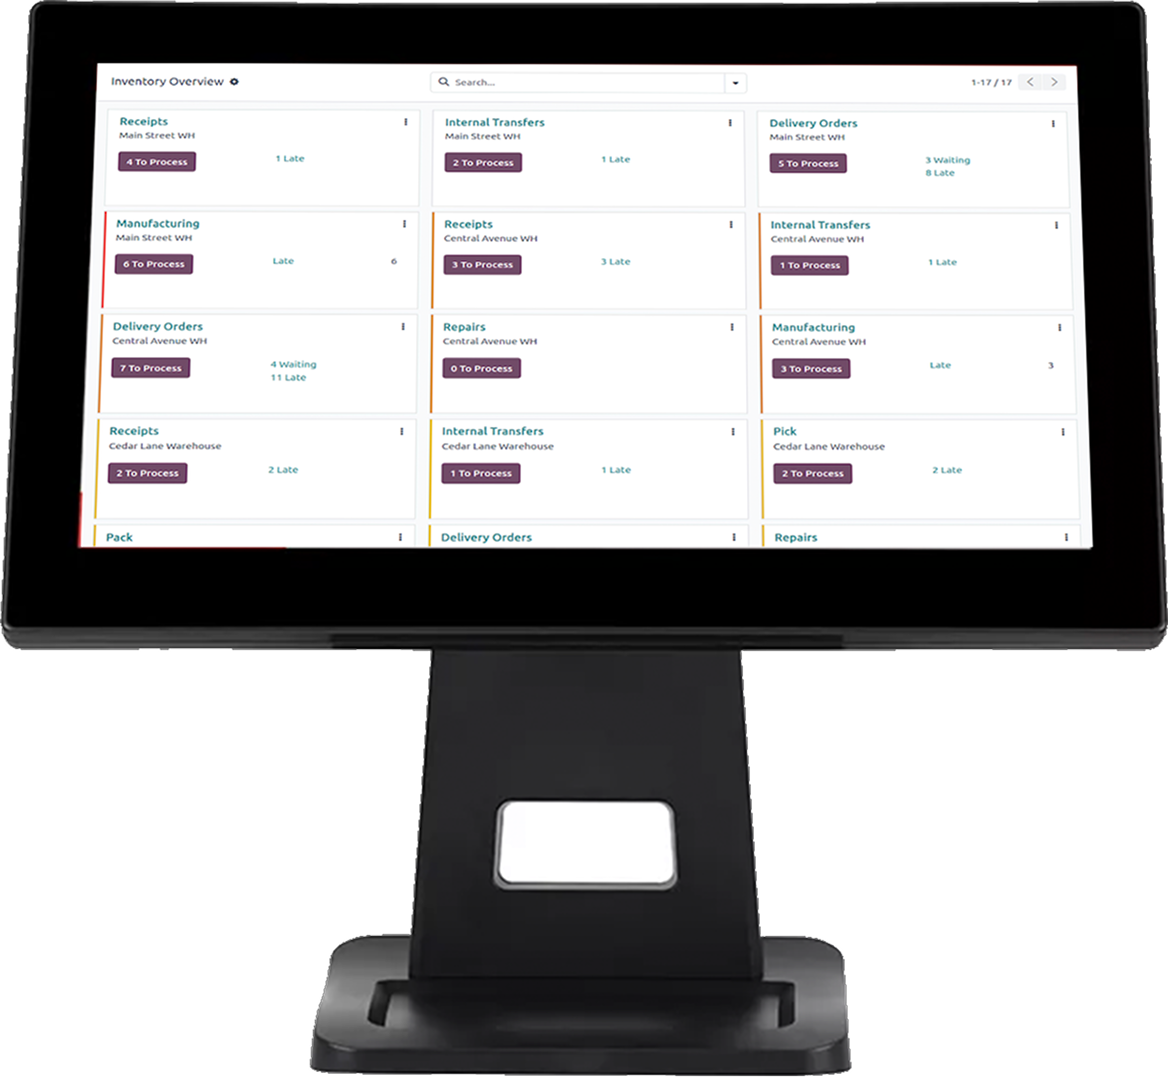 Inventory Overview
Search...
1-17 / 17
Receipts
Main Street WH
4 To Process
1 Late
Internal Transfers
Main Street WH
2 To Process
1 Late
Delivery Orders
Main Street WH
5 To Process
3 Waiting
8 Late
Manufacturing
Main Street WH
6 To Process
Late 6
Receipts
Central Avenue WH
3 To Process
3 Late
Internal Transfers
Central Avenue WH
1 To Process
1 Late
Delivery Orders
Central Avenue WH
7 To Process
4 Waiting
11 Late
Repairs
Central Avenue WH
0 To Process
Manufacturing
Central Avenue WH
3 To Process
Late 3
Receipts
Cedar Lane Warehouse
2 To Process
2 Late
Internal Transfers
Cedar Lane Warehouse
1 To Process
1 Late
Pick
Cedar Lane Warehouse
2 To Process
2 Late
Pack
Delivery Orders
Repairs